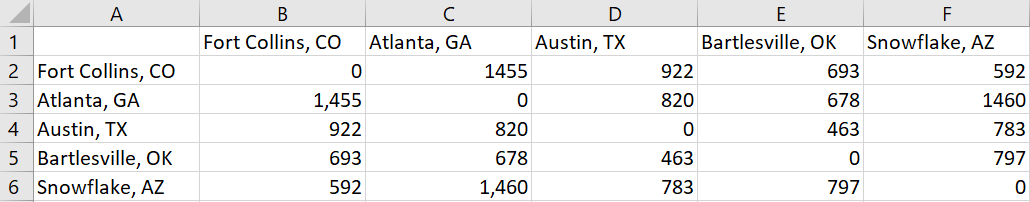 A B C D E F
1 Fort Collins, CO Atlanta, GA Austin, TX Bartlesville, OK Snowflake, AZ
2 Fort Collins, CO 0 1455 922 693 592
3 Atlanta, GA 1,455 0 820 678 1460
4 Austin, TX 922 820 0 463 783
5 Bartlesville, OK 693 678 463 0 797
6 Snowflake, AZ 592 1,460 783 797 0